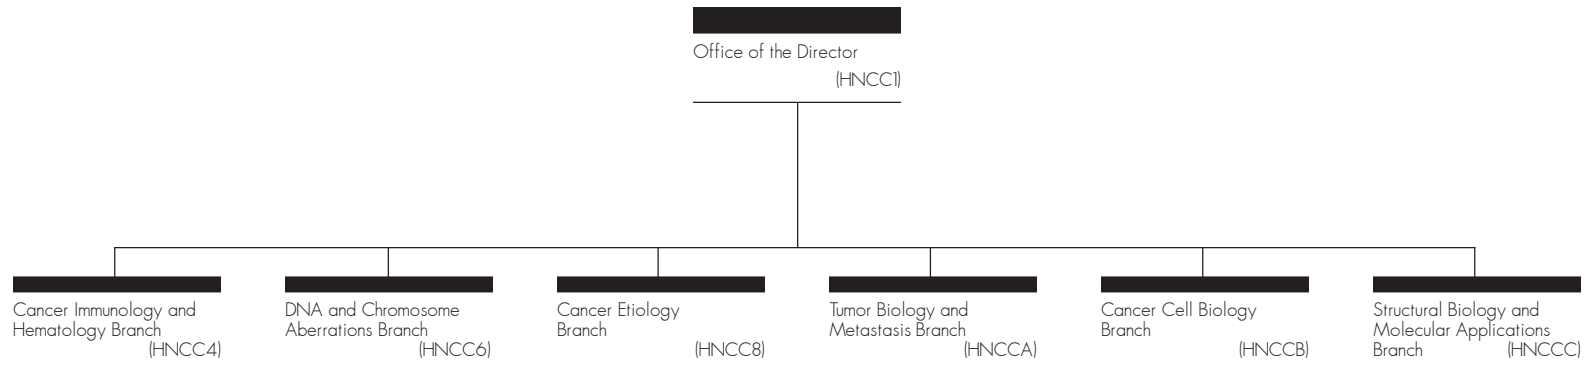 Office of the Director
(HNCC1)
Cancer Immunology and
Hematology Branch
(HNCC4)
DNA and Chromosome
Aberrations Branch
(HNCC6)
Cancer Etiology
Branch
(HNCC8)
Tumor Biology and
Metastasis Branch
(HNCCA)
Cancer Cell Biology
Branch
(HNCCB)
Structural Biology and
Molecular Applications
Branch (HNCCC)